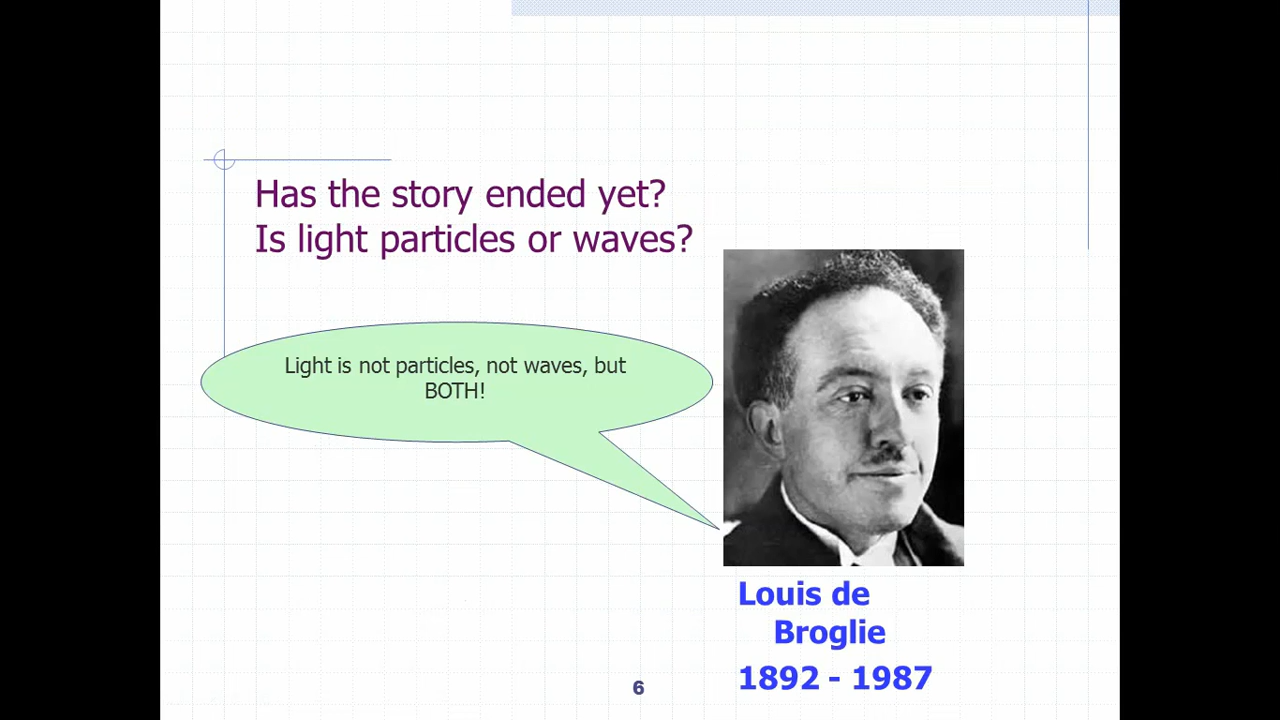 Has the story ended yet?
Is light particles or waves?
Light is not particles, not waves, but
BOTH!
Louis de
Broglie
1892 - 1987
6